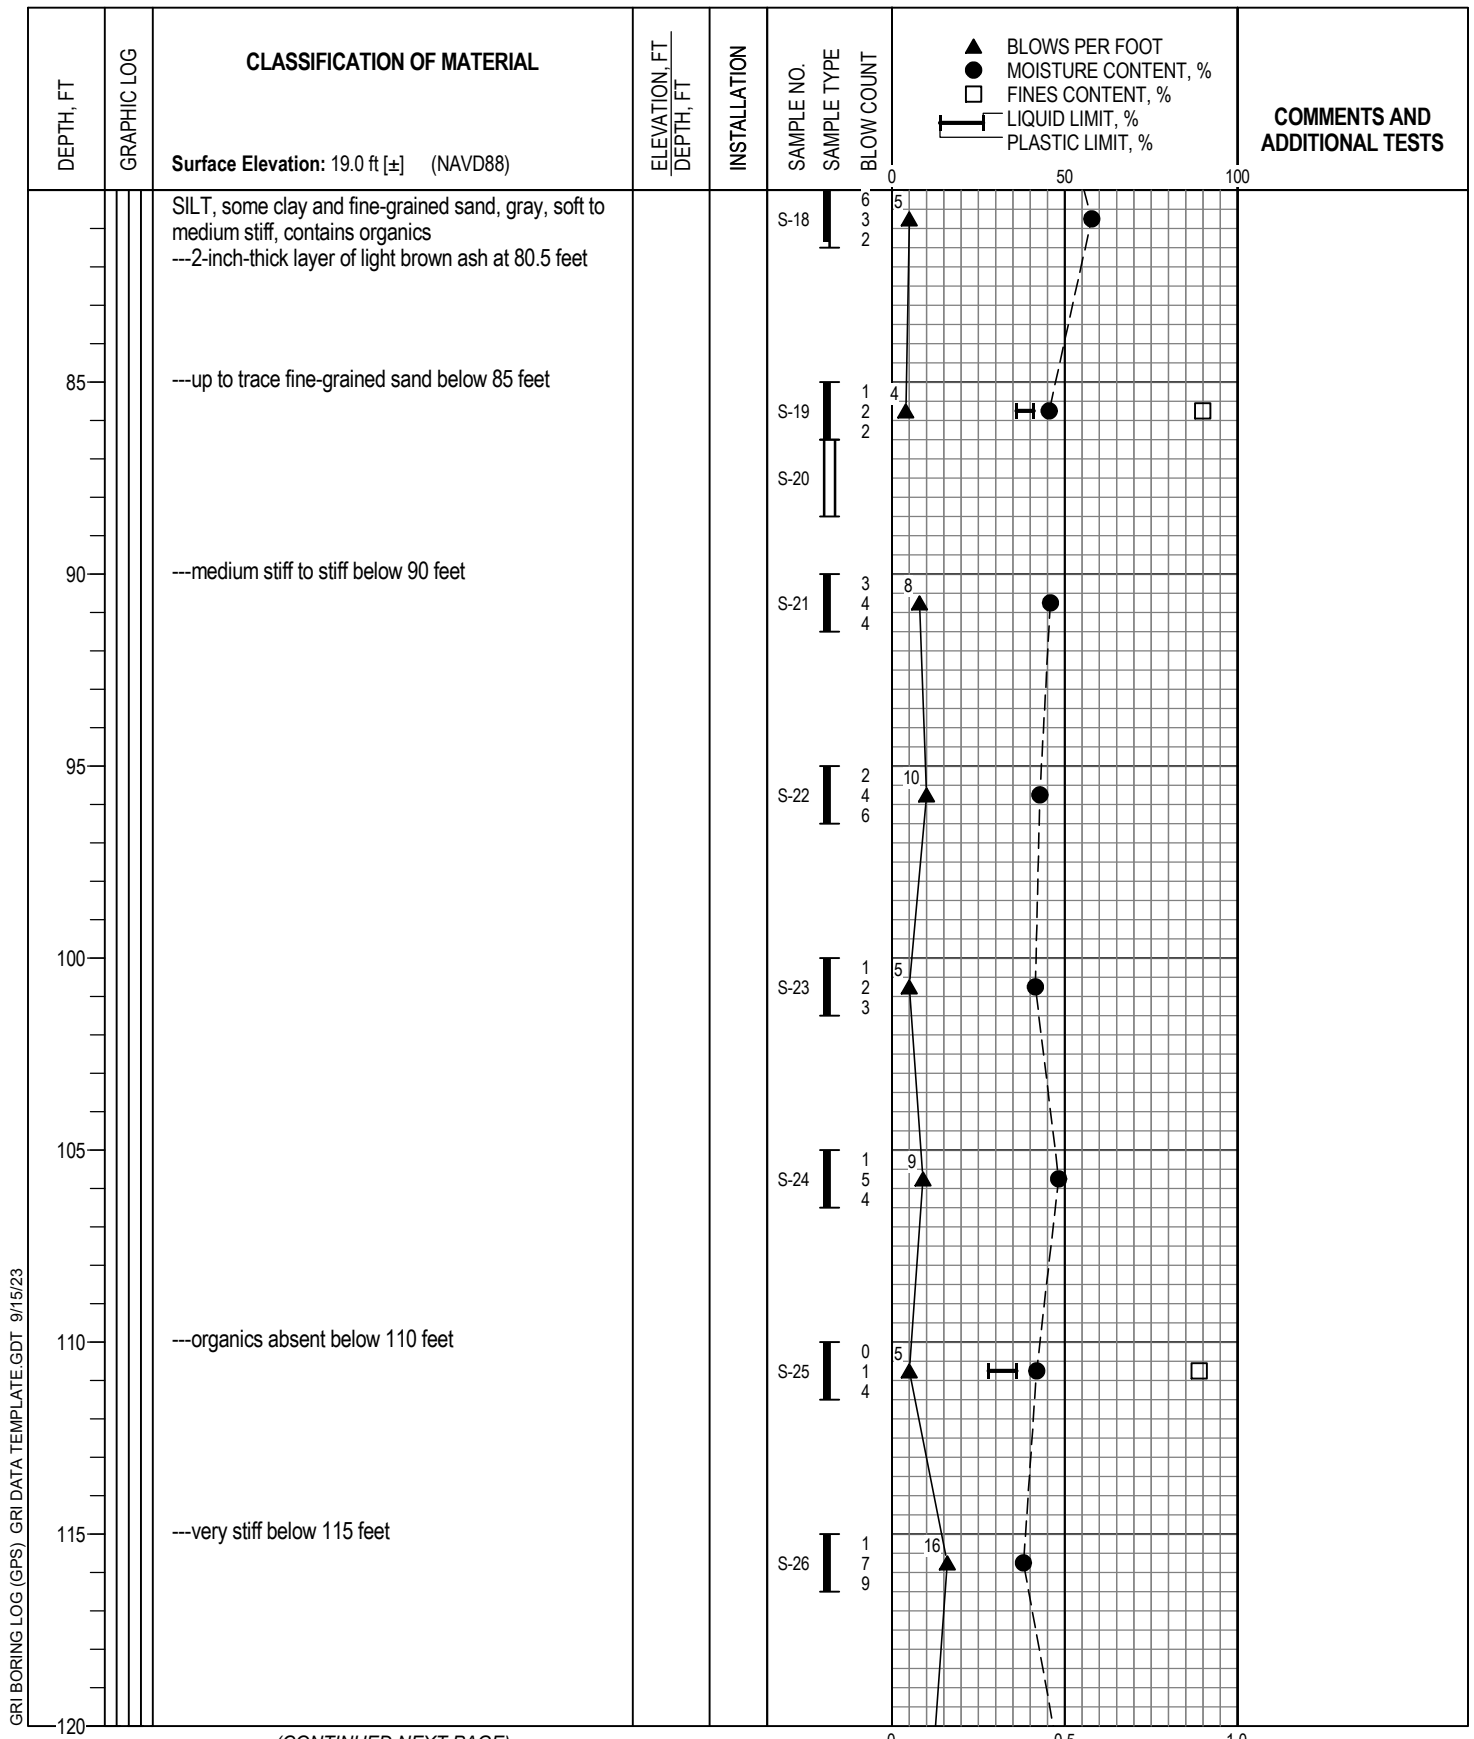 DEPTH, FT
GRAPHIC LOG
CLASSIFICATION OF MATERIAL
Surface Elevation: 19.0 ft [±] (NAVD88)
ELEVATION, FT
DEPTH, FT
INSTALLATION
SAMPLE NO.
SAMPLE TYPE
BLOW COUNT
BLOWS PER FOOT
MOISTURE CONTENT, %
FINES CONTENT, %
LIQUID LIMIT, %
PLASTIC LIMIT, %
0 50 100
COMMENTS AND
ADDITIONAL TESTS
SILT, some clay and fine-grained sand, gray, soft to
medium stiff, contains organics
---2-inch-thick layer of light brown ash at 80.5 feet
S-18
6
3
2
5
85
---up to trace fine-grained sand below 85 feet
S-19
1
2
2
4
S-20
90
---medium stiff to stiff below 90 feet
S-21
3
4
4
8
95
S-22
2
4
6
10
100
S-23
1
2
3
5
105
S-24
1
5
4
9
110
---organics absent below 110 feet
S-25
0
1
4
5
115
---very stiff below 115 feet
S-26
1
7
9
16
120
(CONTINUED NEXT PAGE)
0 0.5 1.0
GRI BORING LOG (GPS) GRI DATA TEMPLATE.GDT 9/15/23